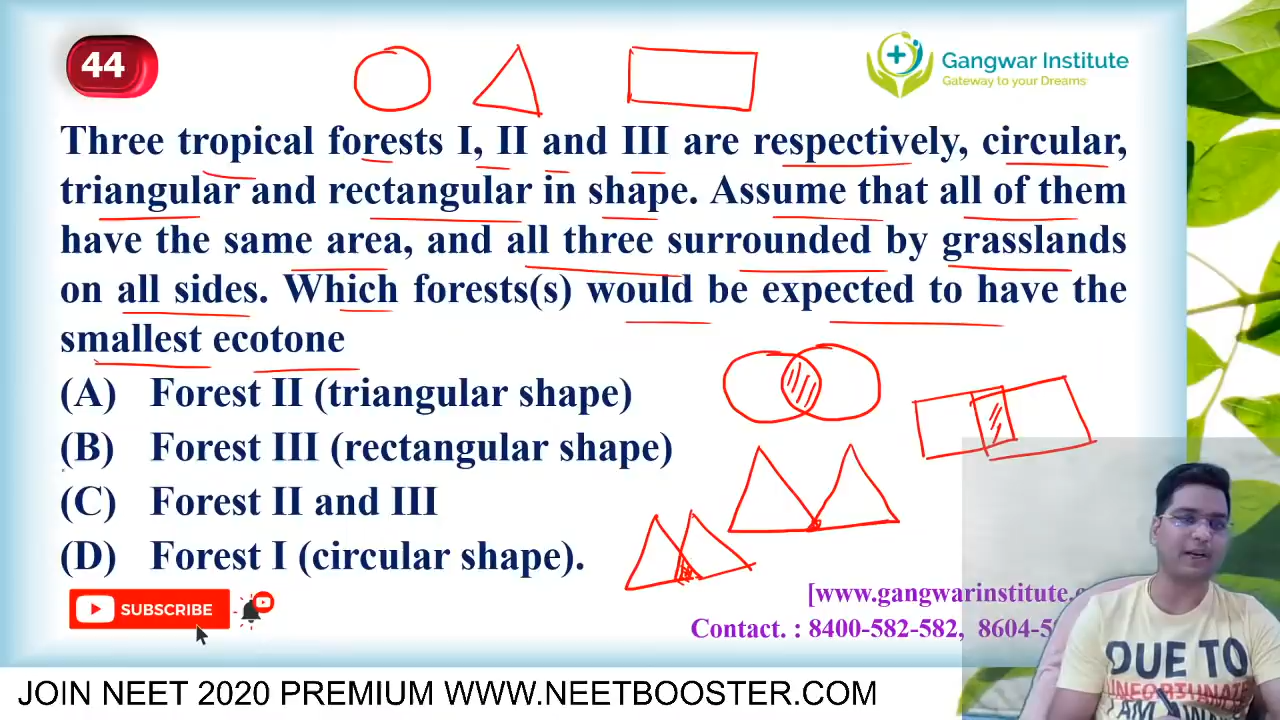 44
Gangwar Institute
Gateway to your Dreams
Three tropical forests I, II and III are respectively, circular,
triangular and rectangular in shape. Assume that all of them
have the same area, and all three surrounded by grasslands
on all sides. Which forests(s) would be expected to have the
smallest ecotone
(A) Forest II (triangular shape)
(B) Forest III (rectangular shape)
(C) Forest II and III
(D) Forest I (circular shape).
SUBSCRIBE
[www.gangwarinstitute.
Contact. : 8400-582-582, 8604-5
DUE TO
UNFORTUNATE
I AM
JOIN NEET 2020 PREMIUM WWW.NEETBOOSTER.COM